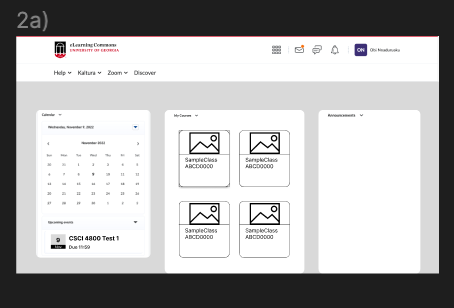 2a)
eLearning Commons
UNIVERSITY OF GEORGIA
ON
Help
Kaltura
Zoom
Discover
Calendar
My Courses
Announcements
Wednesday, November 9, 2022
November 2022
Sun Mon Tue Wed Thu Fri Sat
30 31 1 2 3 4 5
6 7 8 9 10 11 12
13 14 15 16 17 18 19
20 21 22 23 24 25 26
27 28 29 30 1 2 3
Upcoming events
9
CSCI 4800 Test 1
Due 11:59
SampleClass
ABCD0000
SampleClass
ABCD0000
SampleClass
ABCD0000
SampleClass
ABCD0000